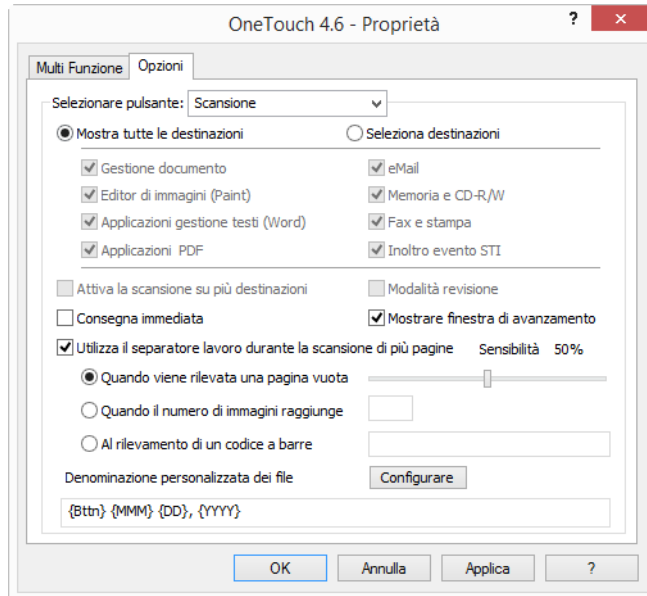 OneTouch 4.6 - Proprietà ? ×
Multi Funzione Opzioni
Selezionare pulsante: Scansione
Mostra tutte le destinazioni Seleziona destinazioni
Gestione documento eMail
Editor di immagini (Paint) Memoria e CD-R/W
Applicazioni gestione testi (Word) Fax e stampa
Applicazioni PDF Inoltro evento STI
Attiva la scansione su più destinazioni Modalità revisione
Consegna immediata Mostrare finestra di avanzamento
Utilizza il separatore lavoro durante la scansione di più pagine Sensibilità 50%
Quando viene rilevata una pagina vuota
Quando il numero di immagini raggiunge
Al rilevamento di un codice a barre
Denominazione personalizzata dei file Configurare
{Bttn} {MMM} {DD}, {YYYY}
OK Annulla Applica ?